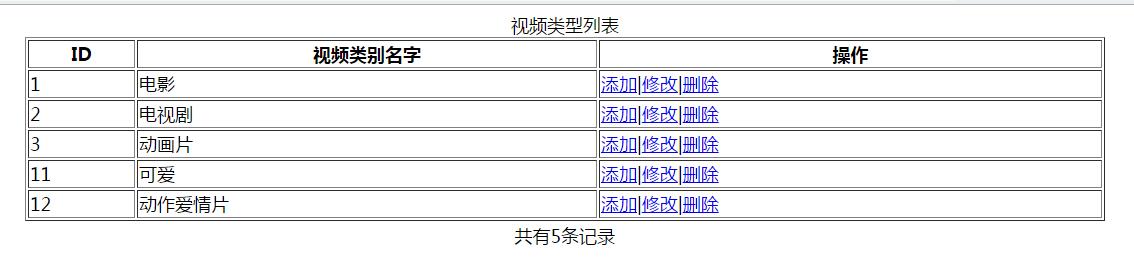 视频类型列表
ID 视频类别名字 操作
1 电影 添加|修改|删除
2 电视剧 添加|修改|删除
3 动画片 添加|修改|删除
11 可爱 添加|修改|删除
12 动作爱情片 添加|修改|删除
共有5条记录